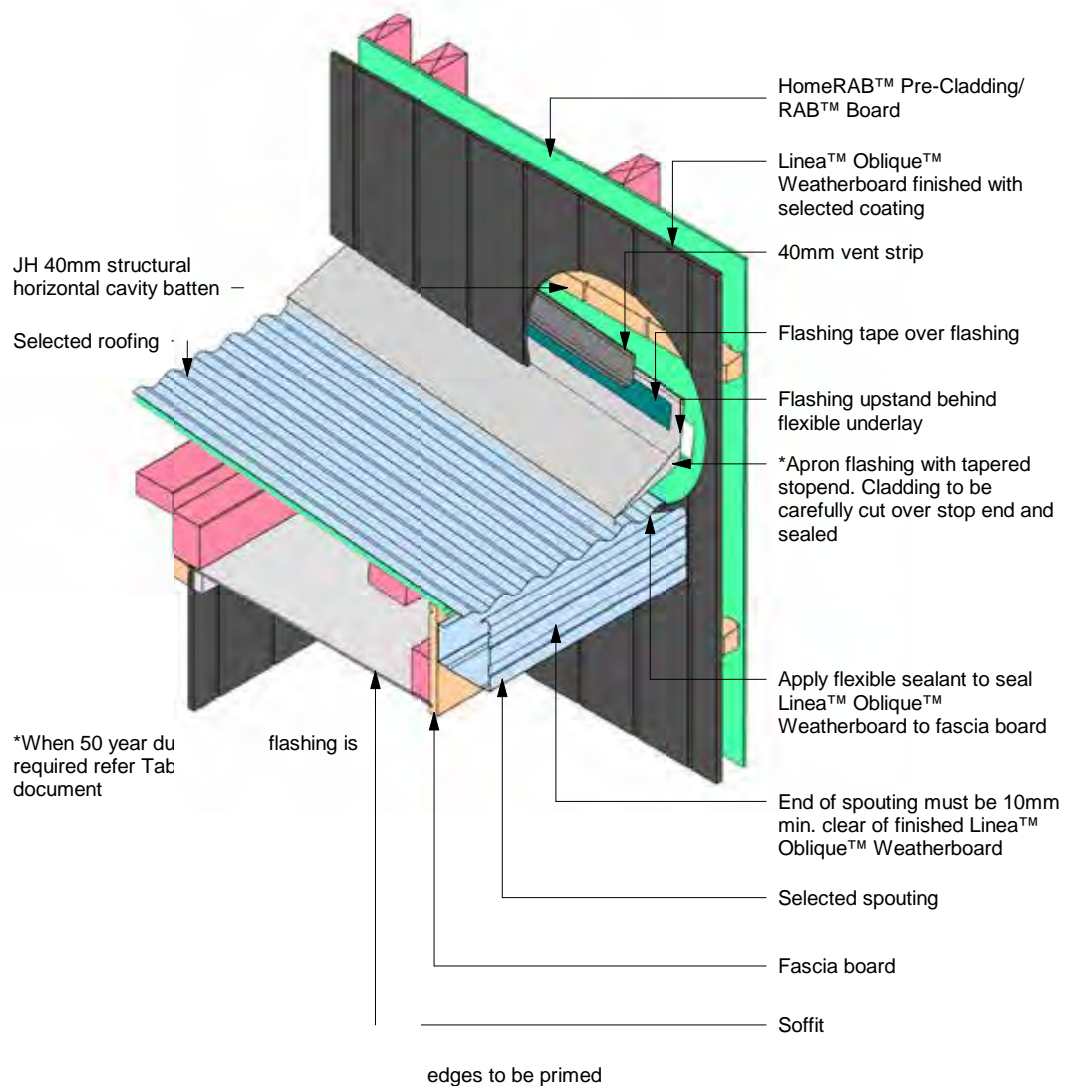 HomeRAB™ Pre-Cladding/
RAB™ Board
Linea™ Oblique™
Weatherboard finished with
selected coating
40mm vent strip
JH 40mm structural
horizontal cavity batten
Selected roofing
Flashing tape over flashing
Flashing upstand behind
flexible underlay
*Apron flashing with tapered
stopend. Cladding to be
carefully cut over stop end and
sealed
Apply flexible sealant to seal
Linea™ Oblique™
Weatherboard to fascia board
*When 50 year flashing is
required refer
document
End of spouting must be 10mm
min. clear of finished Linea™
Oblique™ Weatherboard
Selected spouting
Fascia board
Soffit
edges to be primed